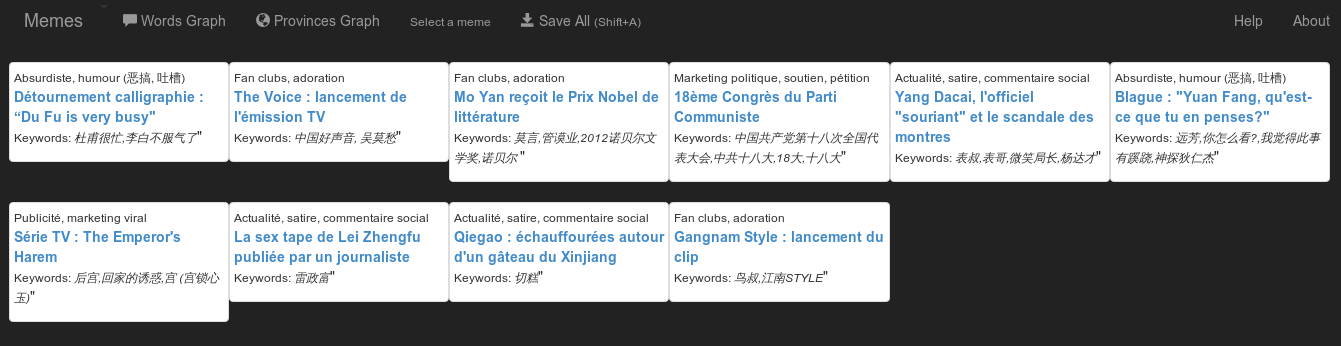 Memes Words Graph Provinces Graph Select a meme Save All (Shift+A) Help About
Absurdiste, humour (恶搞, 吐槽)
Détournement calligraphie :
“Du Fu is very busy"
Keywords: 杜甫很忙,李白不服气了"
Fan clubs, adoration
The Voice : lancement de
l'émission TV
Keywords: 中国好声音, 吴莫愁"
Fan clubs, adoration
Mo Yan reçoit le Prix Nobel de
littérature
Keywords: 莫言,管谟业,2012诺贝尔文
学奖,诺贝尔 "
Marketing politique, soutien, pétition
18ème Congrès du Parti
Communiste
Keywords: 中国共产党第十八次全国代
表大会,中共十八大,18大,十八大"
Actualité, satire, commentaire social
Yang Dacai, l'officiel
"souriant" et le scandale des
montres
Keywords: 表叔,表哥,微笑局长,杨达才"
Absurdiste, humour (恶搞, 吐槽)
Blague : "Yuan Fang, qu'est-
ce que tu en penses?"
Keywords: 远芳,你怎么看?,我觉得此事
有蹊跷,神探狄仁杰"
Publicité, marketing viral
Série TV : The Emperor's
Harem
Keywords: 后宫,回家的诱惑,宫 (宫锁心
玉)"
Actualité, satire, commentaire social
La sex tape de Lei Zhengfu
publiée par un journaliste
Keywords: 雷政富"
Actualité, satire, commentaire social
Qiegao : échauffourées autour
d'un gâteau du Xinjiang
Keywords: 切糕"
Fan clubs, adoration
Gangnam Style : lancement du
clip
Keywords: 鸟叔,江南STYLE"